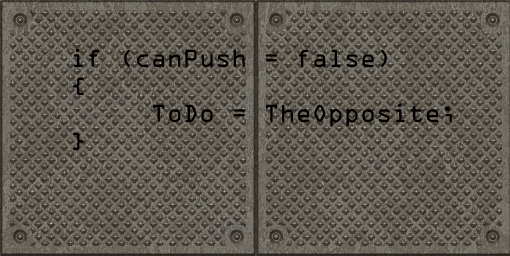 if (canPush = false)
{
ToDo = TheOpposite;
}